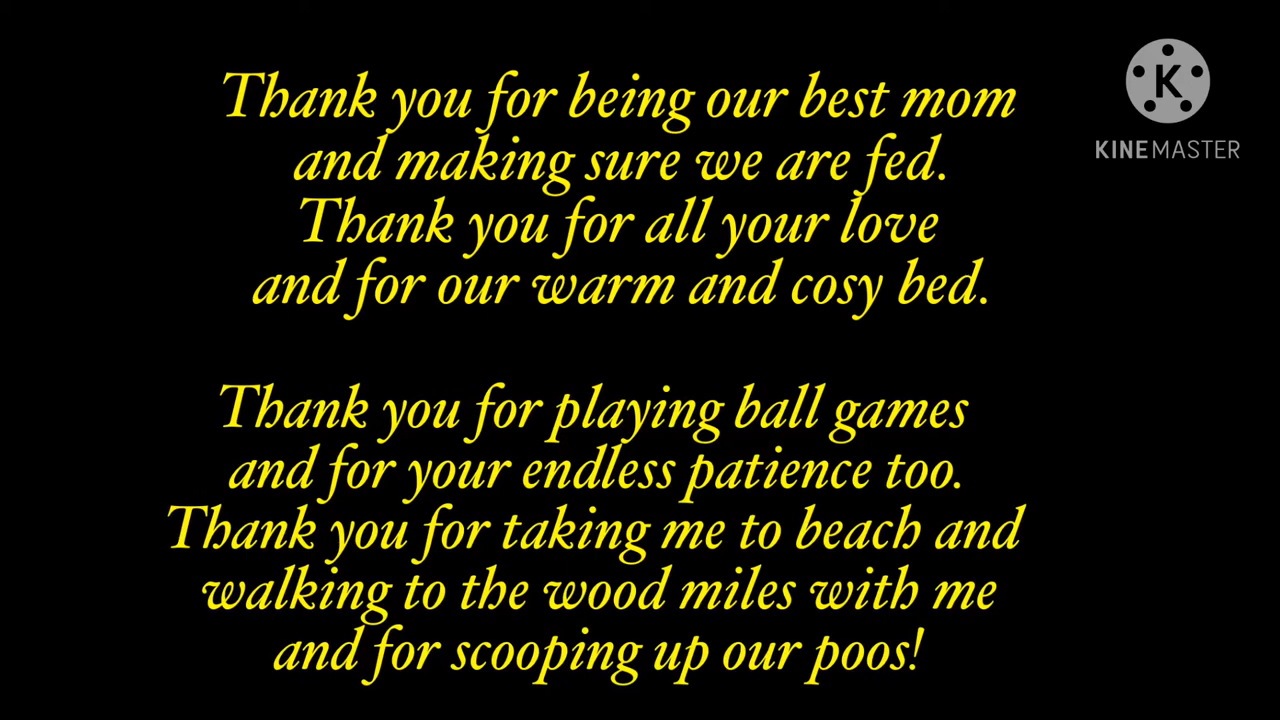 Thank you for being our best mom
and making sure we are fed.
Thank you for all your love
and for our warm and cosy bed.
Thank you for playing ball games
and for your endless patience too.
Thank you for taking me to beach and
walking to the wood miles with me
and for scooping up our poos!
K
KINEMASTER